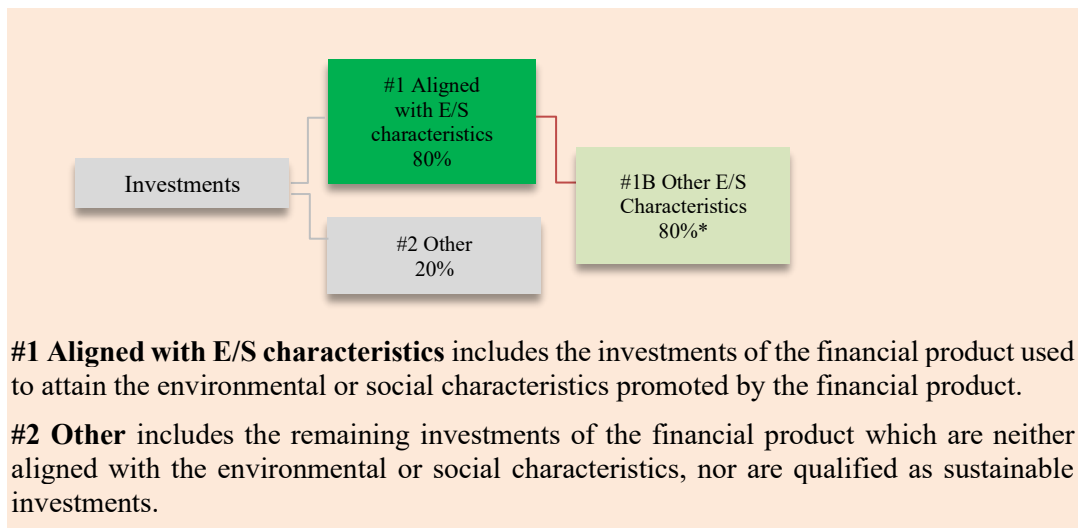 #1 Aligned
with E/S
characteristics
80%
Investments
#1B Other E/S
Characteristics
80%*
#2 Other
20%
#1 Aligned with E/S characteristics includes the investments of the financial product used
to attain the environmental or social characteristics promoted by the financial product.
#2 Other includes the remaining investments of the financial product which are neither
aligned with the environmental or social characteristics, nor are qualified as sustainable
investments.